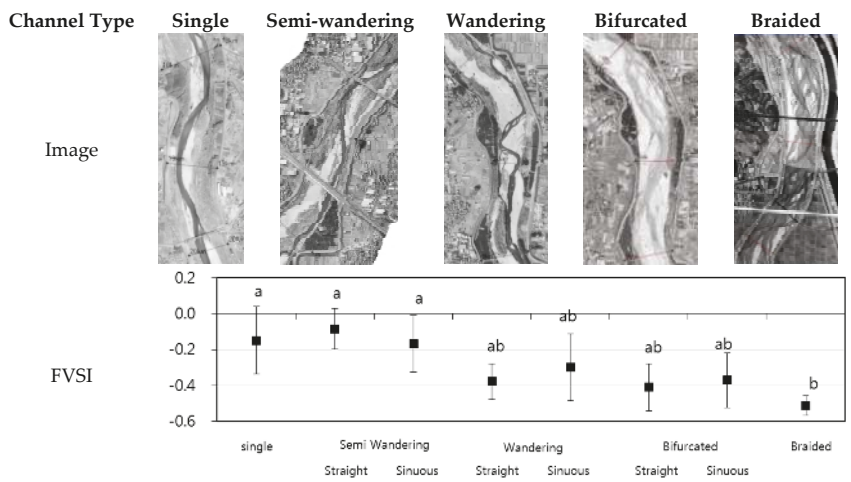 Channel Type Single Semi-wandering Wandering Bifurcated Braided
Image
FVSI
0.2
0.0
-0.2
-0.4
-0.6
a a a ab ab ab ab b
single Semi Wandering Wandering Bifurcated Braided
Straight Sinuous Straight Sinuous Straight Sinuous